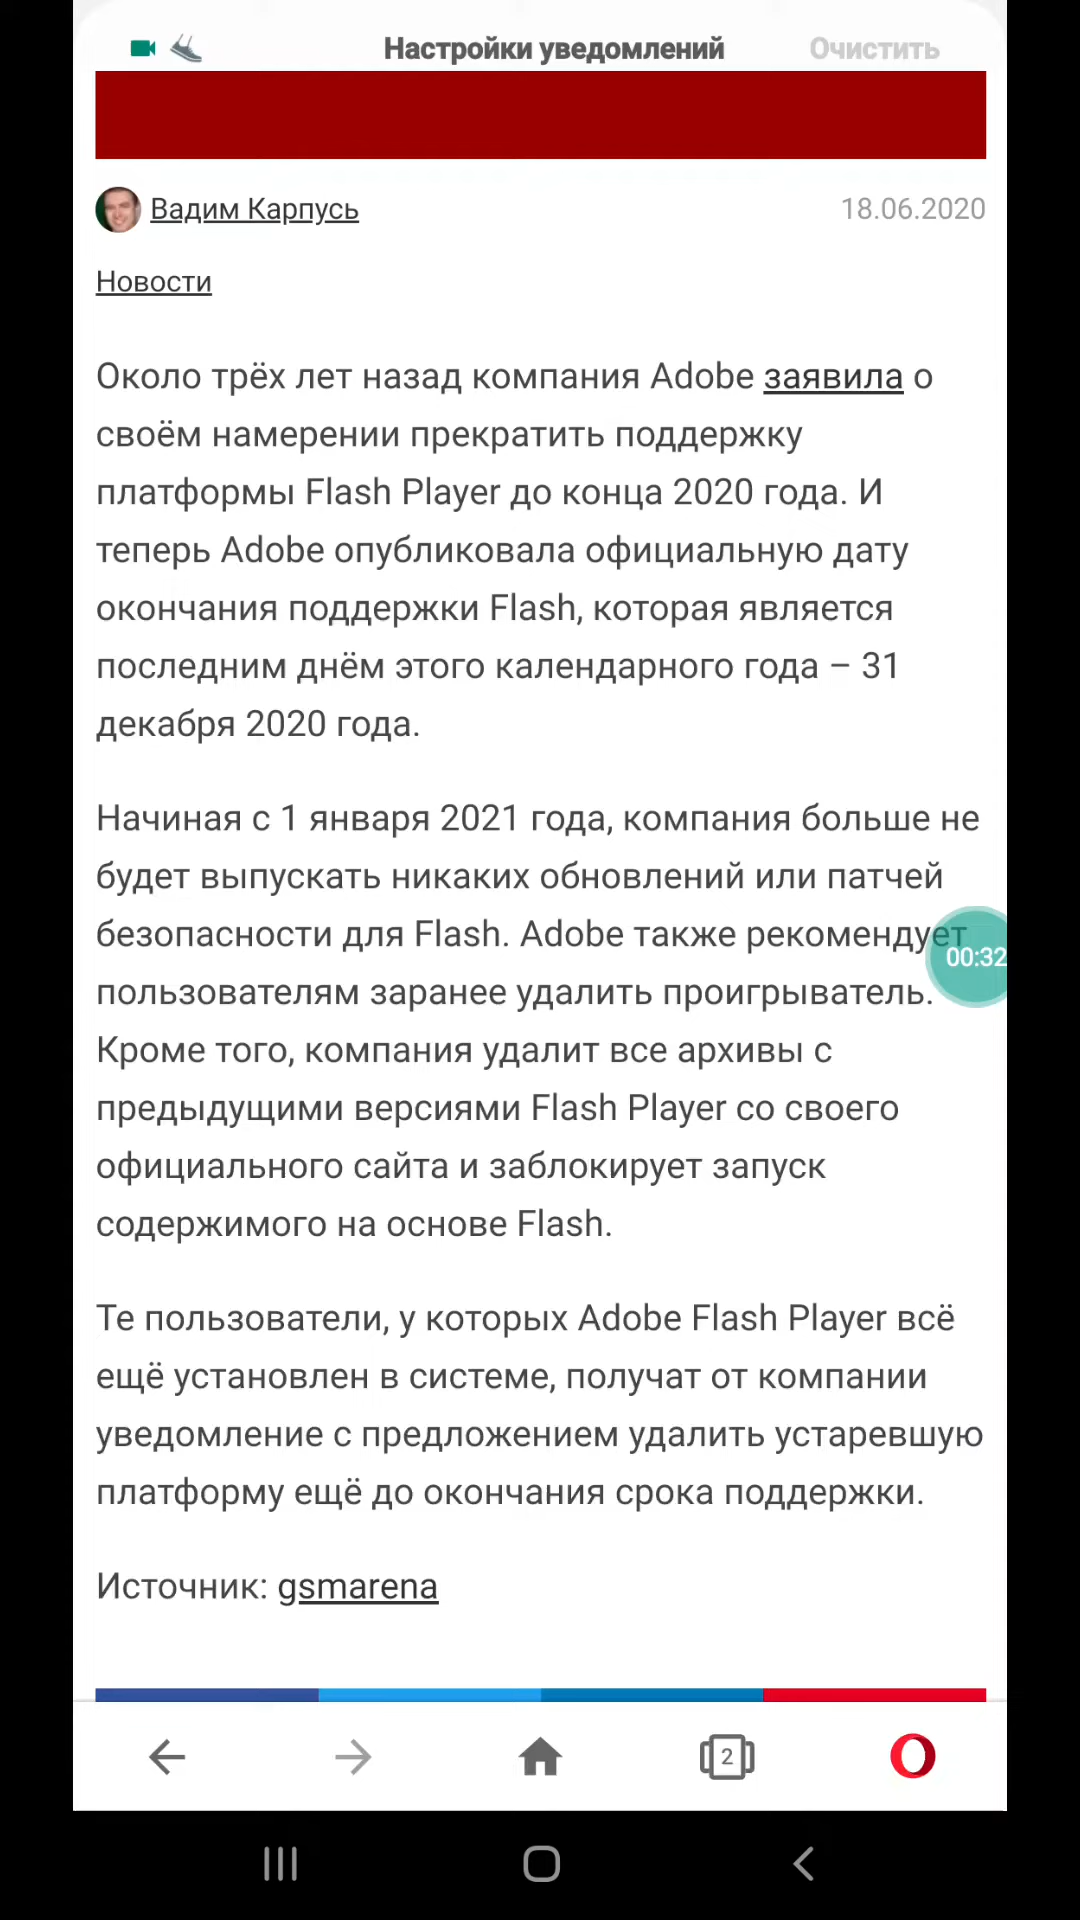 Настройки уведомлений
Очистить
Вадим Карпусь
18.06.2020
Новости
Около трёх лет назад компания Adobe заявила о
своём намерении прекратить поддержку
платформы Flash Player до конца 2020 года. И
теперь Adobe опубликовала официальную дату
окончания поддержки Flash, которая является
последним днём этого календарного года – 31
декабря 2020 года.
Начиная с 1 января 2021 года, компания больше не
будет выпускать никаких обновлений или патчей
безопасности для Flash. Adobe также рекомендует
00:32
пользователям заранее удалить проигрыватель.
Кроме того, компания удалит все архивы с
предыдущими версиями Flash Player со своего
официального сайта и заблокирует запуск
содержимого на основе Flash.
Те пользователи, у которых Adobe Flash Player всё
ещё установлен в системе, получат от компании
уведомление с предложением удалить устаревшую
платформу ещё до окончания срока поддержки.
Источник: gsmarena
2